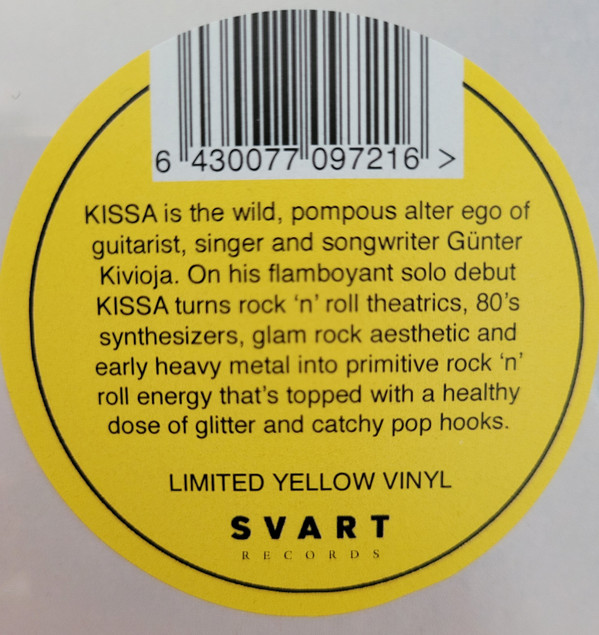 6 430077 097216 >
KISSA is the wild, pompous alter ego of
guitarist, singer and songwriter Günter
Kivioja. On his flamboyant solo debut
KISSA turns rock ‘n’ roll theatrics, 80’s
synthesizers, glam rock aesthetic and
early heavy metal into primitive rock ‘n’
roll energy that’s topped with a healthy
dose of glitter and catchy pop hooks.
LIMITED YELLOW VINYL
SVART
RECORDS